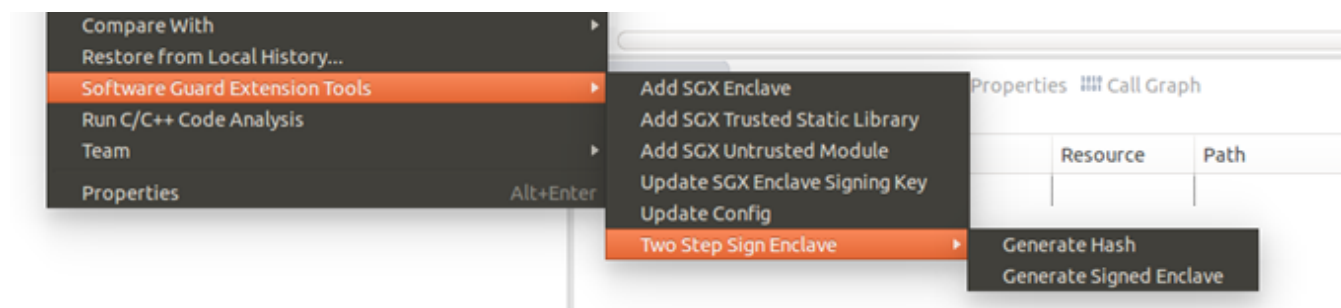 Compare With
Restore from Local History...
Software Guard Extension Tools
Run C/C++ Code Analysis
Team
Properties Alt+Enter
Add SGX Enclave
Add SGX Trusted Static Library
Add SGX Untrusted Module
Update SGX Enclave Signing Key
Update Config
Two Step Sign Enclave
Generate Hash
Generate Signed Enclave
Properties Call Graph
Resource Path